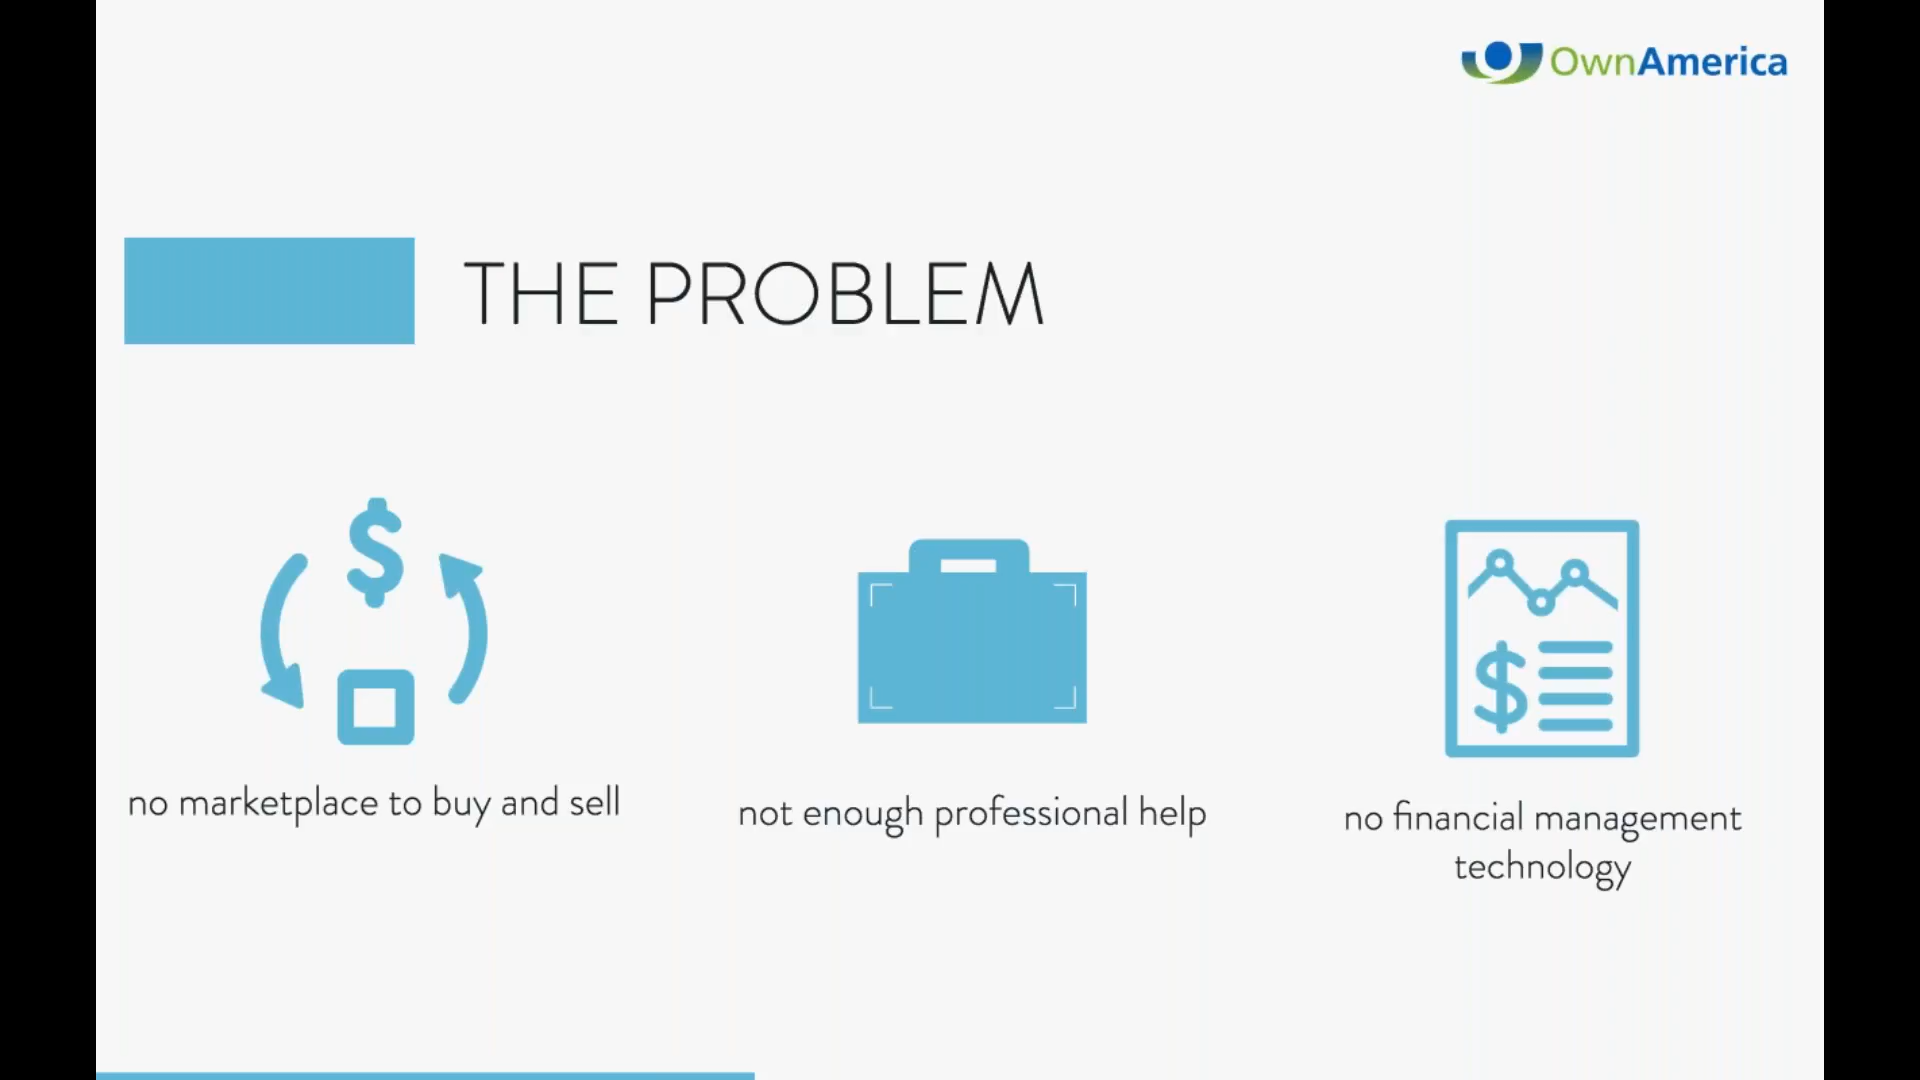 OwnAmerica
THE PROBLEM
no marketplace to buy and sell
not enough professional help
no financial management
technology